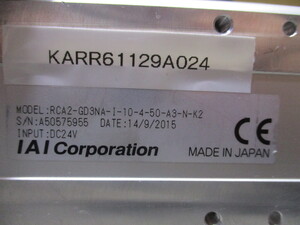 KARR61129A024
MODEL:RCA2-GD3NA-I-10-4-50-A3-N-K2
S/N:A50575955 DATE:14/9/2015
INPUT:DC24V
CE
IAI Corporation MADE IN JAPAN